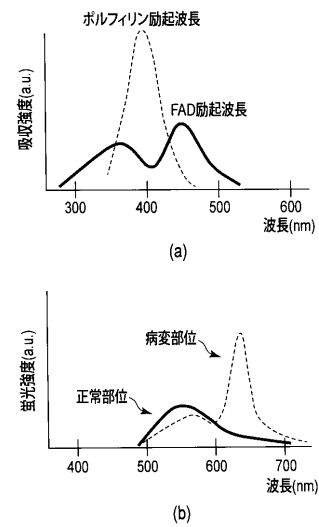 ポルフィリン励起波長
FAD励起波長
吸収強度(a.u.)
300 400 500 600
波長(nm)
(a)
病変部位
正常部位
蛍光強度(a.u.)
400 500 600 700
波長(nm)
(b)